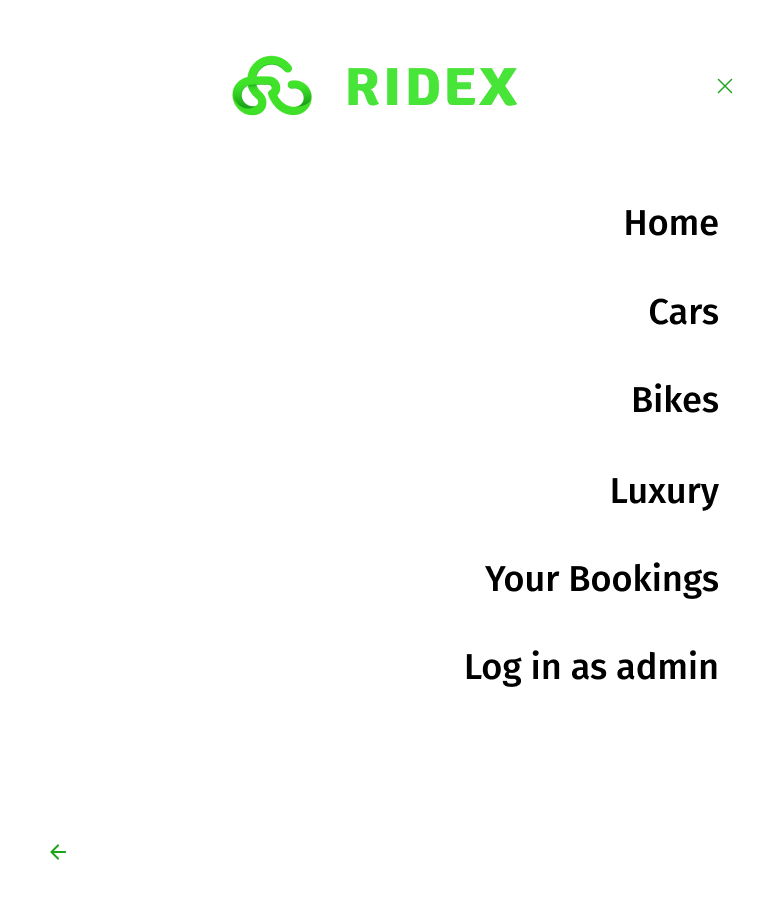 RIDEX
Home
Cars
Bikes
Luxury
Your Bookings
Log in as admin